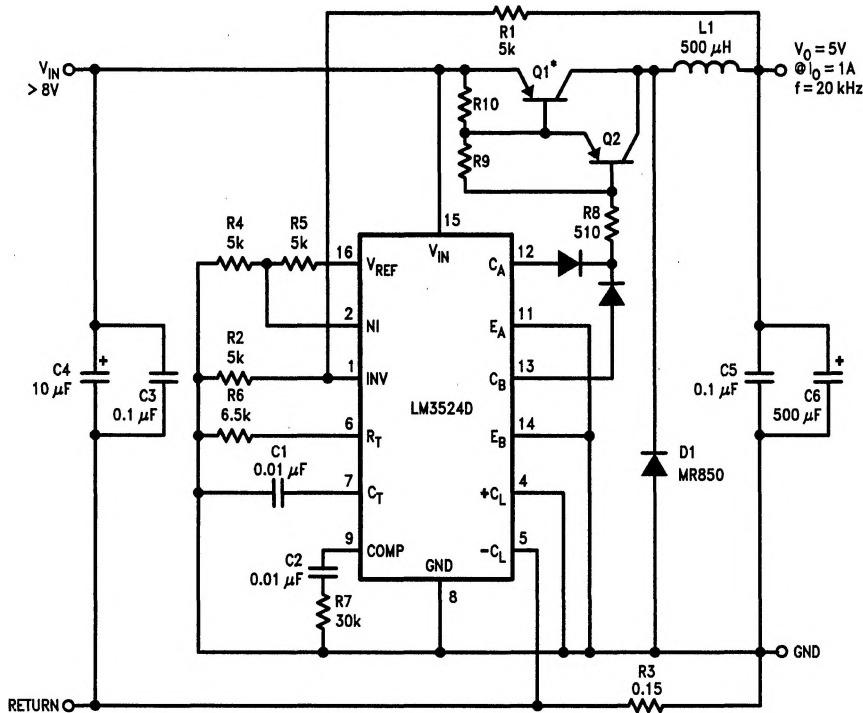 R1
5k
L1
500 μH
V_O = 5V
@ I_O = 1A
f = 20 kHz
V_IN
> 8V
Q1*
R10
Q2
R9
R8
510
15
R4
5k
R5
5k
16
V_REF
V_IN
C_A
12
2
NI
E_A
11
R2
5k
1
INV
C_B
13
C4
10 μF
+
C3
0.1 μF
LM3524D
C5
0.1 μF
+
C6
500 μF
R6
6.5k
6
R_T
E_B
14
D1
MR850
C1
0.01 μF
7
C_T
+C_L
4
9
COMP
-C_L
5
C2
0.01 μF
GND
8
R7
30k
GND
R3
0.15
RETURN